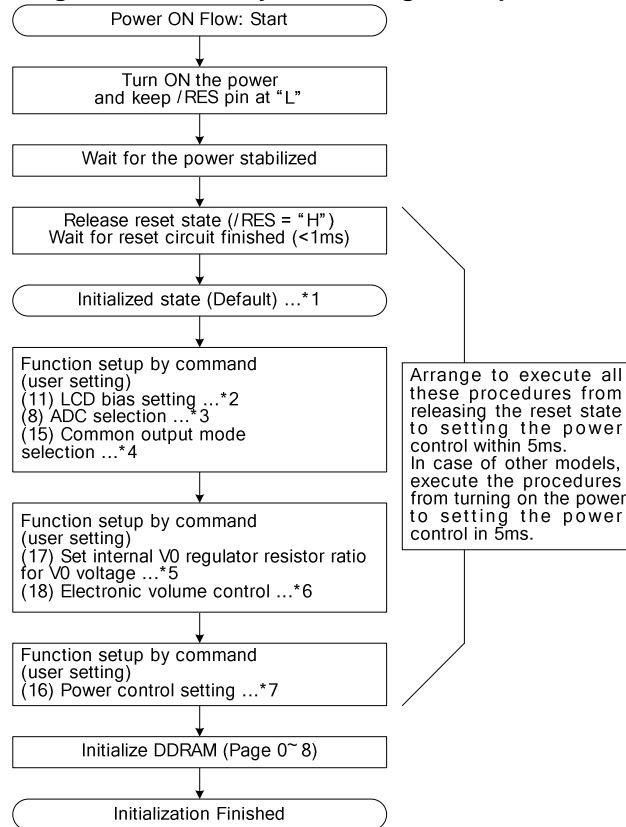 Power ON Flow: Start
Turn ON the power
and keep /RES pin at “L”
Wait for the power stabilized
Release reset state (/RES = “H”)
Wait for reset circuit finished (<1ms)
Initialized state (Default) ...*1
Function setup by command
(user setting)
(11) LCD bias setting ...*2
(8) ADC selection ...*3
(15) Common output mode
selection ...*4
Function setup by command
(user setting)
(17) Set internal V0 regulator resistor ratio
for V0 voltage ...*5
(18) Electronic volume control ...*6
Function setup by command
(user setting)
(16) Power control setting ...*7
Initialize DDRAM (Page 0~8)
Initialization Finished
Arrange to execute all
these procedures from
releasing the reset state
to setting the power
control within 5ms.
In case of other models,
execute the procedures
from turning on the power
to setting the power
control in 5ms.